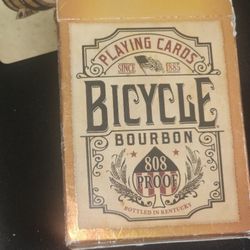 PLAYING CARDS
SINCE 1885
BICYCLE
BOURBON
808
PROOF
BOTTLED IN KENTUCKY